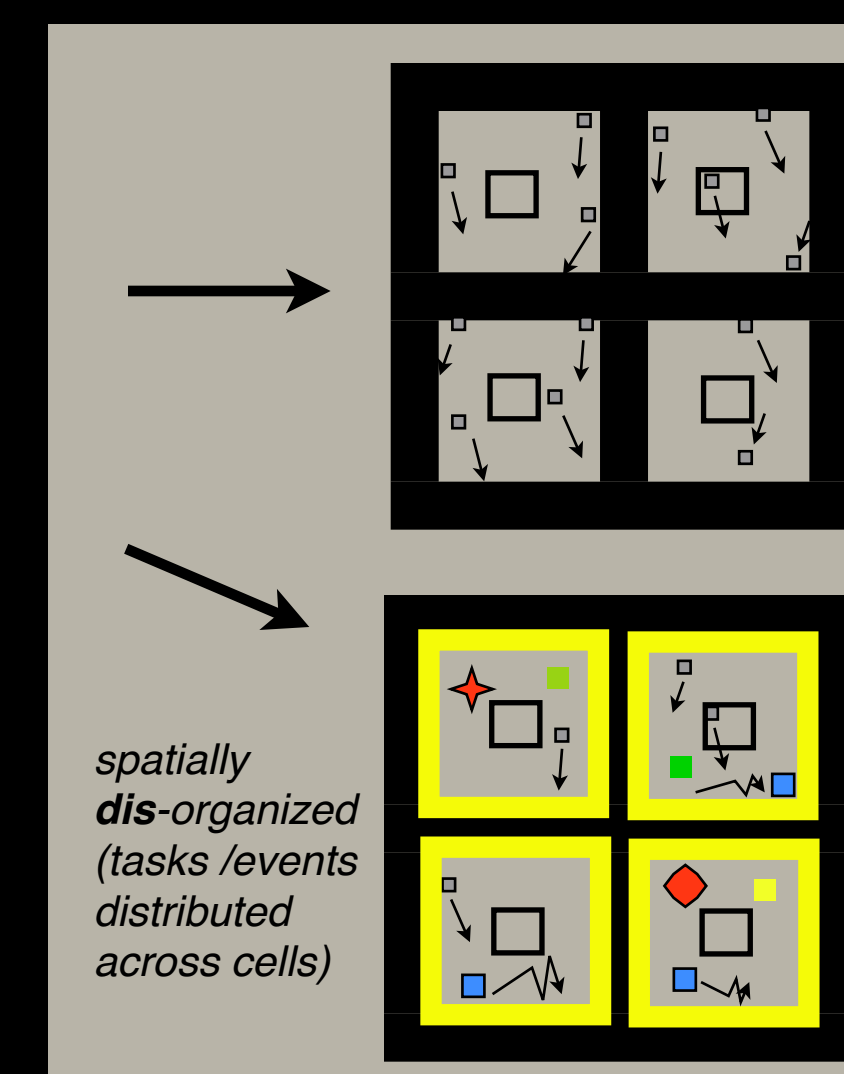 spatially
dis-organized
(tasks /events
distributed
across cells)